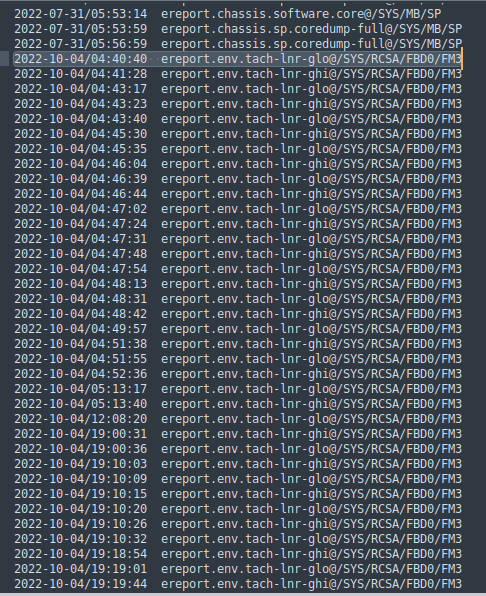 2022-07-31/05:53:14 ereport.chassis.software.core@/SYS/MB/SP
2022-07-31/05:53:59 ereport.chassis.sp.coredump-full@/SYS/MB/SP
2022-07-31/05:56:59 ereport.chassis.sp.coredump-full@/SYS/MB/SP
2022-10-04/04:40:40 ereport.env.tach-lnr-glo@/SYS/RCSA/FBD0/FM3
2022-10-04/04:41:28 ereport.env.tach-lnr-ghi@/SYS/RCSA/FBD0/FM3
2022-10-04/04:43:17 ereport.env.tach-lnr-glo@/SYS/RCSA/FBD0/FM3
2022-10-04/04:43:23 ereport.env.tach-lnr-ghi@/SYS/RCSA/FBD0/FM3
2022-10-04/04:43:40 ereport.env.tach-lnr-glo@/SYS/RCSA/FBD0/FM3
2022-10-04/04:45:30 ereport.env.tach-lnr-ghi@/SYS/RCSA/FBD0/FM3
2022-10-04/04:45:35 ereport.env.tach-lnr-glo@/SYS/RCSA/FBD0/FM3
2022-10-04/04:46:04 ereport.env.tach-lnr-ghi@/SYS/RCSA/FBD0/FM3
2022-10-04/04:46:39 ereport.env.tach-lnr-glo@/SYS/RCSA/FBD0/FM3
2022-10-04/04:46:44 ereport.env.tach-lnr-ghi@/SYS/RCSA/FBD0/FM3
2022-10-04/04:47:02 ereport.env.tach-lnr-glo@/SYS/RCSA/FBD0/FM3
2022-10-04/04:47:24 ereport.env.tach-lnr-ghi@/SYS/RCSA/FBD0/FM3
2022-10-04/04:47:31 ereport.env.tach-lnr-glo@/SYS/RCSA/FBD0/FM3
2022-10-04/04:47:48 ereport.env.tach-lnr-ghi@/SYS/RCSA/FBD0/FM3
2022-10-04/04:47:54 ereport.env.tach-lnr-glo@/SYS/RCSA/FBD0/FM3
2022-10-04/04:48:13 ereport.env.tach-lnr-ghi@/SYS/RCSA/FBD0/FM3
2022-10-04/04:48:31 ereport.env.tach-lnr-glo@/SYS/RCSA/FBD0/FM3
2022-10-04/04:48:42 ereport.env.tach-lnr-ghi@/SYS/RCSA/FBD0/FM3
2022-10-04/04:49:57 ereport.env.tach-lnr-glo@/SYS/RCSA/FBD0/FM3
2022-10-04/04:51:38 ereport.env.tach-lnr-ghi@/SYS/RCSA/FBD0/FM3
2022-10-04/04:51:55 ereport.env.tach-lnr-glo@/SYS/RCSA/FBD0/FM3
2022-10-04/04:52:36 ereport.env.tach-lnr-ghi@/SYS/RCSA/FBD0/FM3
2022-10-04/05:13:17 ereport.env.tach-lnr-glo@/SYS/RCSA/FBD0/FM3
2022-10-04/05:13:40 ereport.env.tach-lnr-ghi@/SYS/RCSA/FBD0/FM3
2022-10-04/12:08:20 ereport.env.tach-lnr-glo@/SYS/RCSA/FBD0/FM3
2022-10-04/19:00:31 ereport.env.tach-lnr-ghi@/SYS/RCSA/FBD0/FM3
2022-10-04/19:00:36 ereport.env.tach-lnr-glo@/SYS/RCSA/FBD0/FM3
2022-10-04/19:10:03 ereport.env.tach-lnr-ghi@/SYS/RCSA/FBD0/FM3
2022-10-04/19:10:09 ereport.env.tach-lnr-glo@/SYS/RCSA/FBD0/FM3
2022-10-04/19:10:15 ereport.env.tach-lnr-ghi@/SYS/RCSA/FBD0/FM3
2022-10-04/19:10:20 ereport.env.tach-lnr-glo@/SYS/RCSA/FBD0/FM3
2022-10-04/19:10:26 ereport.env.tach-lnr-ghi@/SYS/RCSA/FBD0/FM3
2022-10-04/19:10:32 ereport.env.tach-lnr-glo@/SYS/RCSA/FBD0/FM3
2022-10-04/19:18:54 ereport.env.tach-lnr-ghi@/SYS/RCSA/FBD0/FM3
2022-10-04/19:19:01 ereport.env.tach-lnr-glo@/SYS/RCSA/FBD0/FM3
2022-10-04/19:19:44 ereport.env.tach-lnr-ghi@/SYS/RCSA/FBD0/FM3